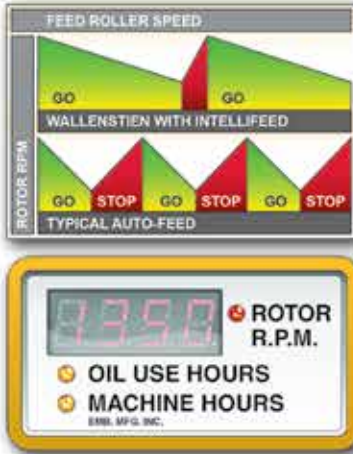 FEED ROLLER SPEED
ROTOR RPM
GO
GO
WALLENSTIEN WITH INTELLIFEED
GO STOP GO STOP GO STOP
TYPICAL AUTO-FEED
1350
ROTOR
R.P.M.
OIL USE HOURS
MACHINE HOURS
EMB. MFG. INC.